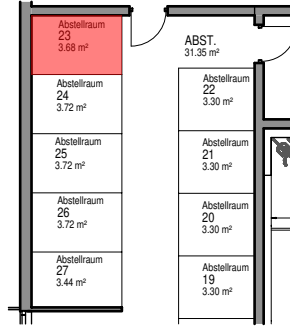 Abstellraum
23
3.68 m²
ABST.
31.35 m²
Abstellraum
24
3.72 m²
Abstellraum
22
3.30 m²
Abstellraum
25
3.72 m²
Abstellraum
21
3.30 m²
Abstellraum
26
3.72 m²
Abstellraum
20
3.30 m²
Abstellraum
27
3.44 m²
Abstellraum
19
3.30 m²